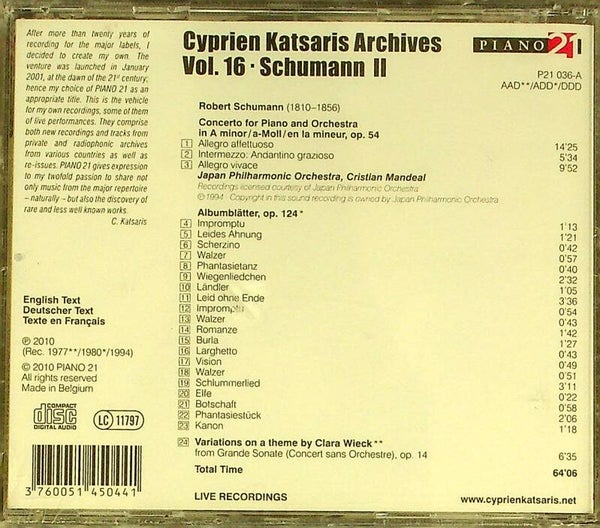 After more than twenty years of
recording for the major labels, I
decided to create my own. The
venture was launched in January
2001, at the dawn of the 21st century;
hence my choice of PIANO 21 as an
appropriate title. This is the vehicle
for my own recordings, some of them
of live performances. They comprise
both new recordings and tracks from
private and radiophonic archives
from various countries as well as
re-issues. PIANO 21 gives expression
to my twofold passion to share not
only music from the major repertoire
– naturally – but also the discovery of
rare and less well known works.
C. Katsaris
English Text
Deutscher Text
Texte en Français
℗ 2010
(Rec. 1977**/1980*/1994)
© 2010 PIANO 21
All rights reserved
Made in Belgium
COMPACT
disc
DIGITAL AUDIO
LC 11797
3 760051 450441
Cyprien Katsaris Archives
Vol. 16 · Schumann II
PIANO 21
P21 036-A
AAD**/ADD*/DDD
Robert Schumann (1810–1856)
Concerto for Piano and Orchestra
in A minor/a-Moll/en la mineur, op. 54
1 Allegro affettuoso 14'25
2 Intermezzo: Andantino grazioso 5'34
3 Allegro vivace 9'52
Japan Philharmonic Orchestra, Cristian Mandeal
Recordings licensed courtesy of Japan Philharmonic Orchestra
©1994 Copyright in this sound recording is owned by Japan Philharmonic Orchestra
Albumblätter, op. 124*
4 Impromptu 1'13
5 Leides Ahnung 1'21
6 Scherzino 0'42
7 Walzer 0'57
8 Phantasietanz 0'40
9 Wiegenliedchen 2'32
10 Ländler 1'05
11 Leid ohne Ende 3'36
12 Impromptu 0'54
13 Walzer 0'43
14 Romanze 1'42
15 Burla 1'27
16 Larghetto 0'43
17 Vision 0'49
18 Walzer 0'51
19 Schlummerlied 3'11
20 Elfe 0'22
21 Botschaft 0'58
22 Phantasiestück 2'06
23 Kanon 1'18
24 Variations on a theme by Clara Wieck**
from Grande Sonate (Concert sans Orchestre), op. 14 6'35
Total Time 64'06
LIVE RECORDINGS
www.cyprienkatsaris.net